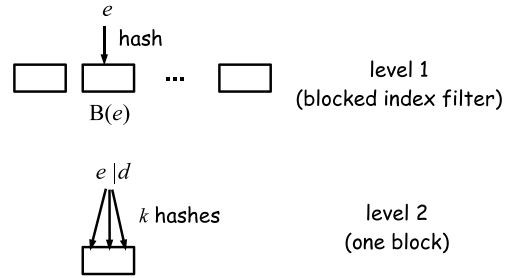 e
hash
...
level 1
(blocked index filter)
B(e)
e |d
k hashes
level 2
(one block)